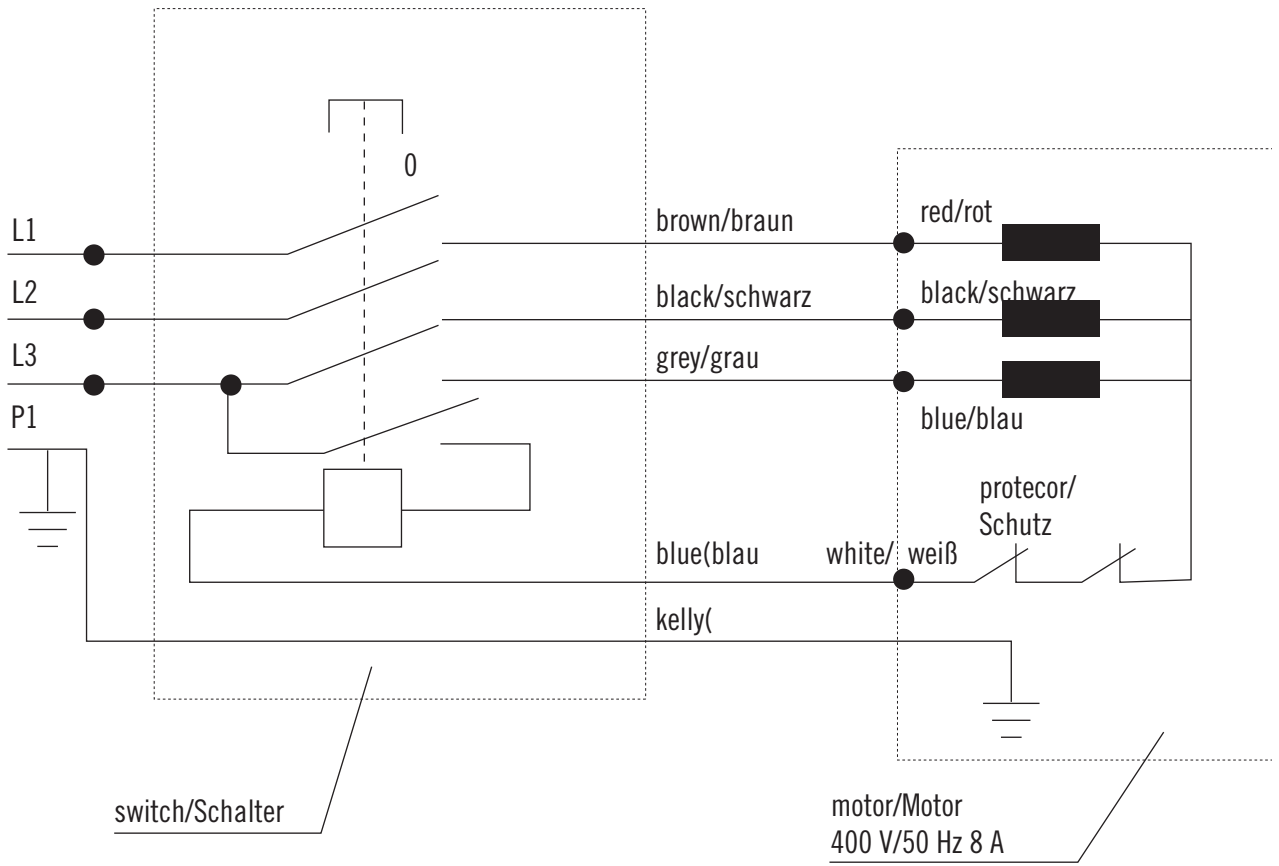 0
L1
brown/braun
red/rot
L2
black/schwarz
black/schwarz
L3
grey/grau
P1
blue/blau
protecor/
Schutz
blue(blau
white/ weiß
kelly(
switch/Schalter
motor/Motor
400 V/50 Hz 8 A